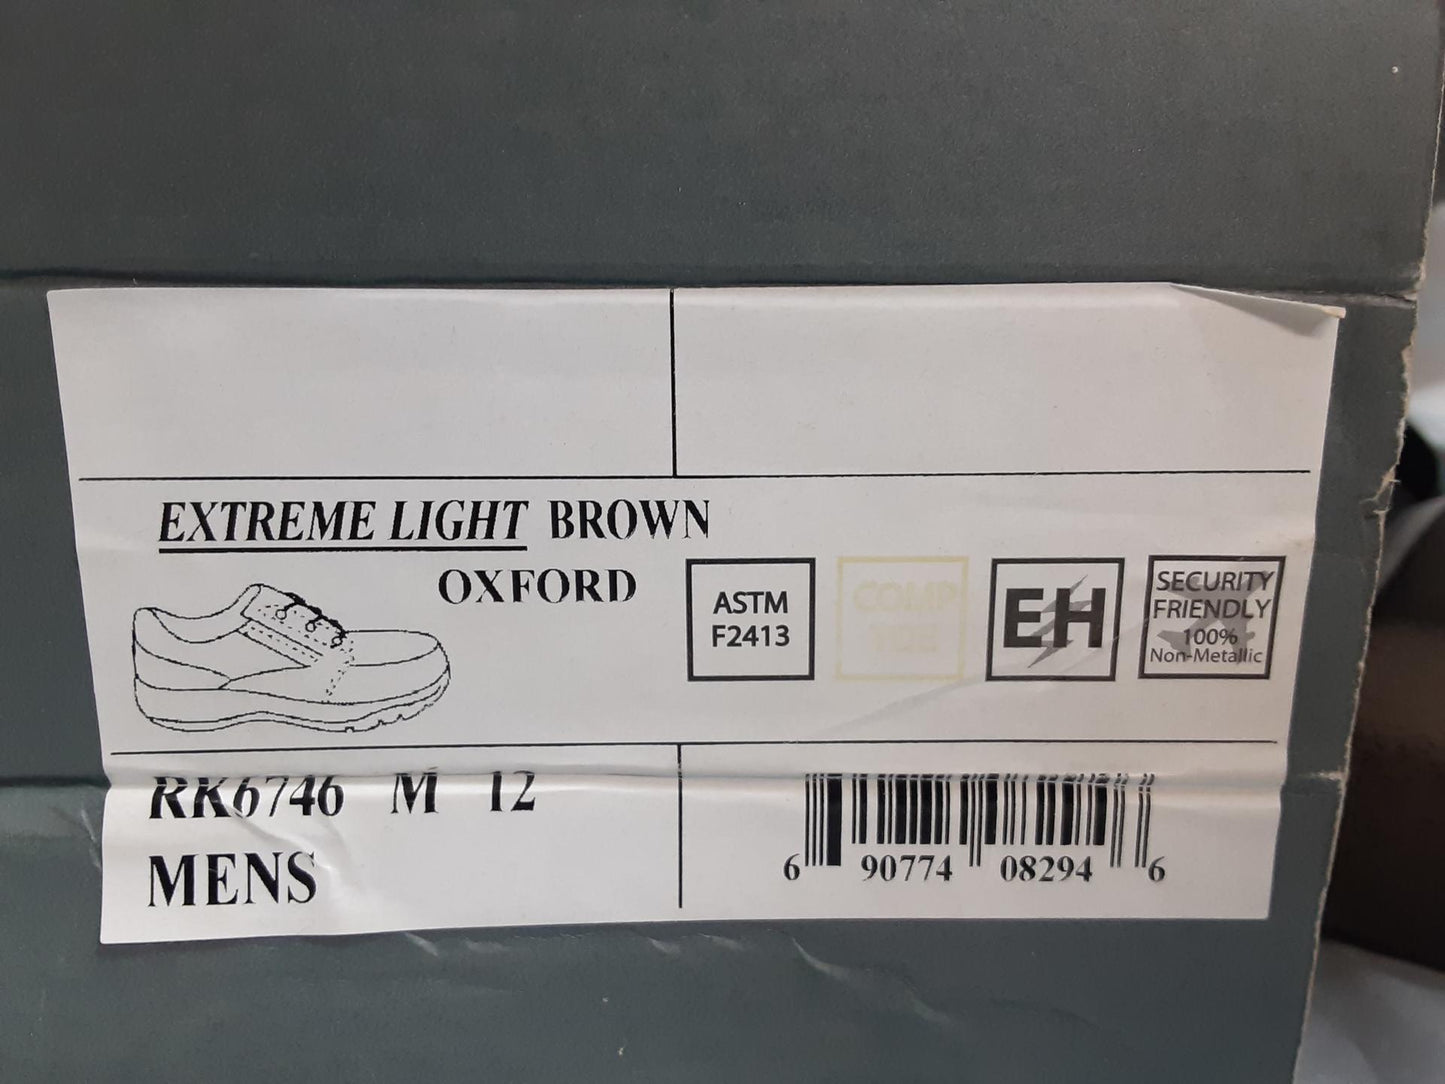 EXTREME LIGHT BROWN
OXFORD
ASTM
F2413
COMP
TOE
EH
SECURITY
FRIENDLY
100%
Non-Metallic
RK6746 M 12
MENS
6 90774 08294 6